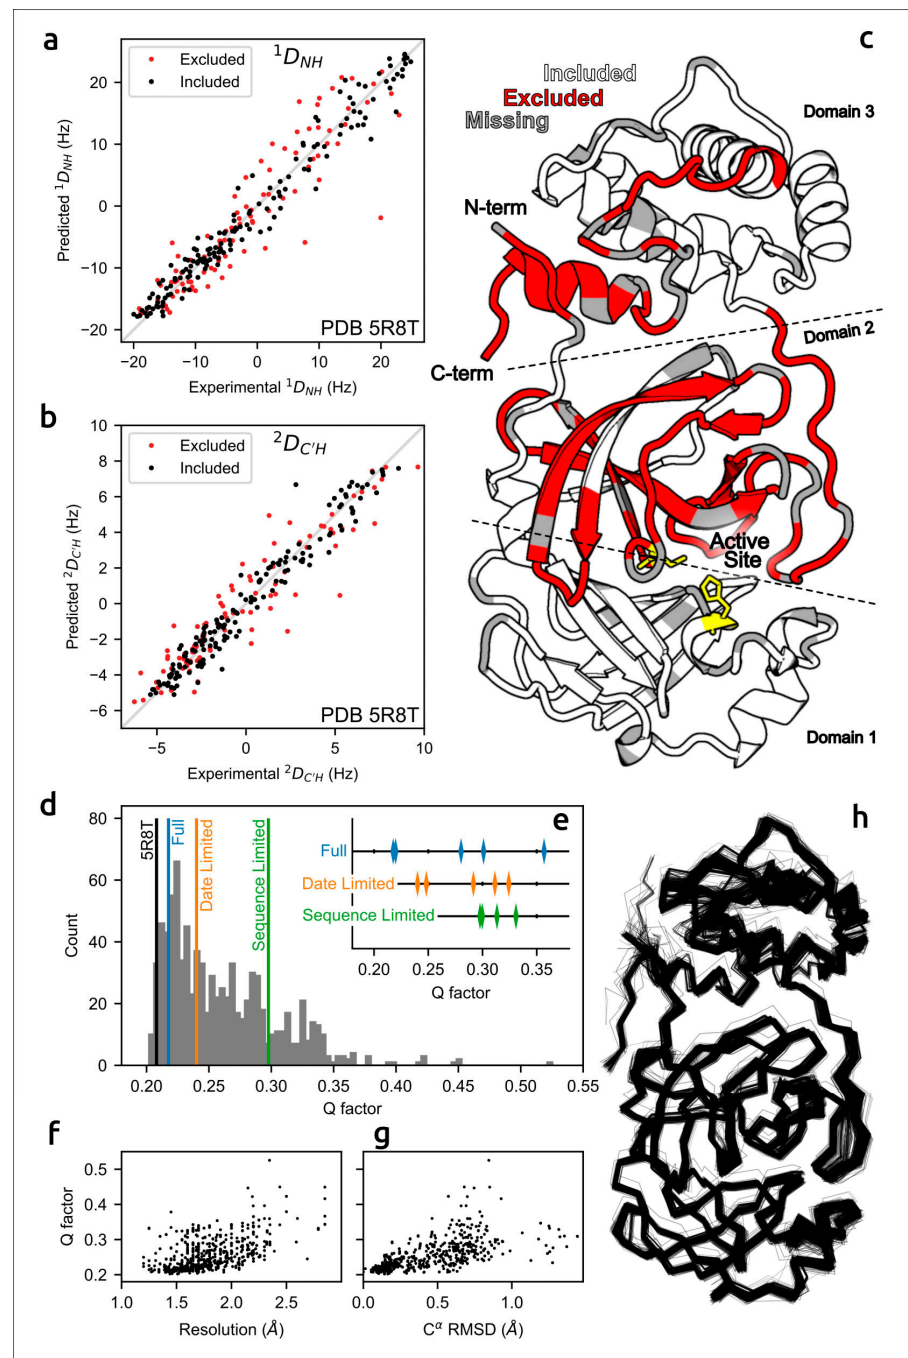 a
Excluded
Included
¹D_NH
20
10
0
−10
−20
Predicted ¹D_NH (Hz)
−20 −10 0 10 20
Experimental ¹D_NH (Hz)
PDB 5R8T
b
Excluded
Included
²D_C'H
10
8
6
4
2
0
−2
−4
−6
Predicted ²D_C'H (Hz)
−5 0 5 10
Experimental ²D_C'H (Hz)
PDB 5R8T
c
Included
Excluded
Missing
Domain 3
N-term
Domain 2
C-term
Active
Site
Domain 1
d
80
60
40
20
0
Count
5R8T
Full
Date Limited
Sequence Limited
0.20 0.25 0.30 0.35 0.40 0.45 0.50 0.55
Q factor
e
Full
Date Limited
Sequence Limited
0.20 0.25 0.30 0.35
Q factor
f
0.5
0.4
0.3
0.2
Q factor
1.0 1.5 2.0 2.5
Resolution (Å)
g
0.0 0.5 1.0
Cα RMSD (Å)
h